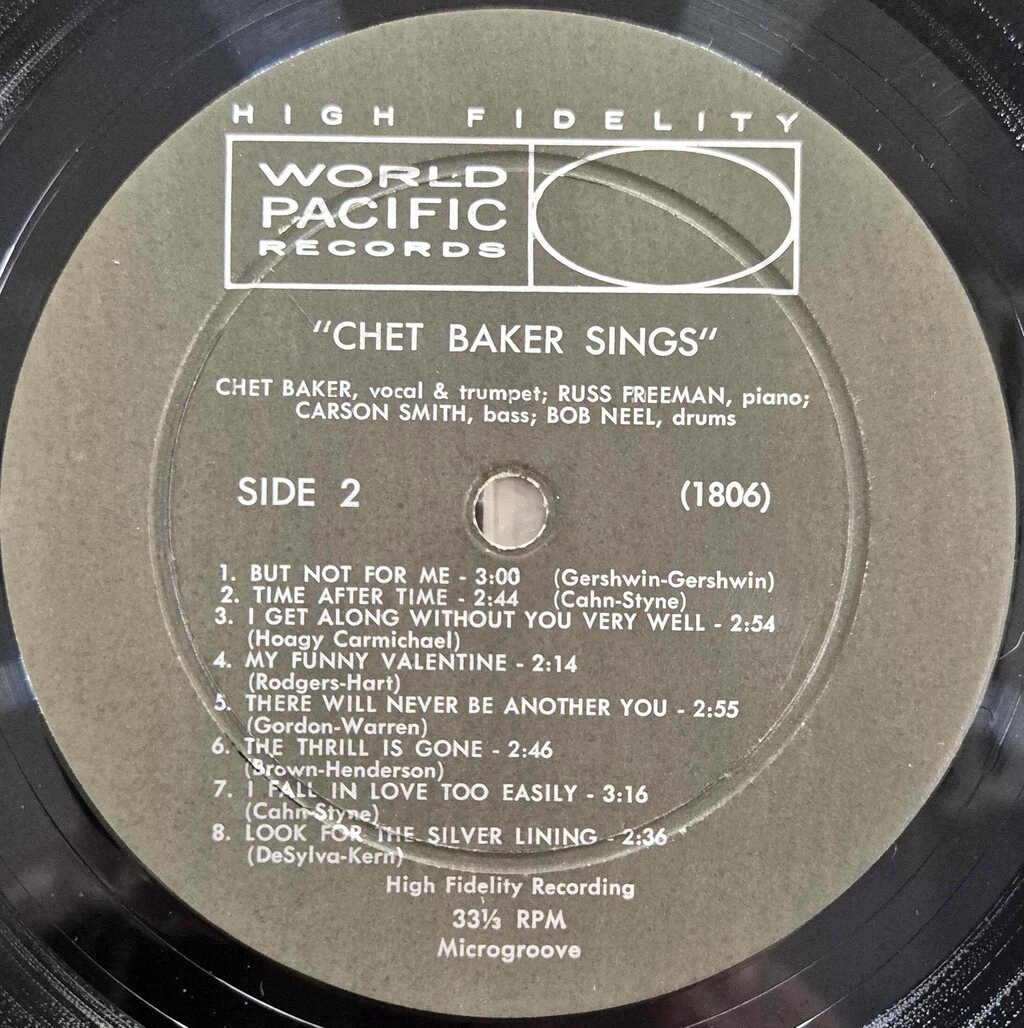 HIGH FIDELITY
WORLD
PACIFIC
RECORDS
"CHET BAKER SINGS"
CHET BAKER, vocal & trumpet; RUSS FREEMAN, piano;
CARSON SMITH, bass; BOB NEEL, drums
SIDE 2 (1806)
1. BUT NOT FOR ME - 3:00 (Gershwin-Gershwin)
2. TIME AFTER TIME - 2:44 (Cahn-Styne)
3. I GET ALONG WITHOUT YOU VERY WELL - 2:54
(Hoagy Carmichael)
4. MY FUNNY VALENTINE - 2:14
(Rodgers-Hart)
5. THERE WILL NEVER BE ANOTHER YOU - 2:55
(Gordon-Warren)
6. THE THRILL IS GONE - 2:46
(Brown-Henderson)
7. I FALL IN LOVE TOO EASILY - 3:16
(Cahn-Styne)
8. LOOK FOR THE SILVER LINING - 2:36
(DeSylva-Kern)
High Fidelity Recording
33⅓ RPM
Microgroove